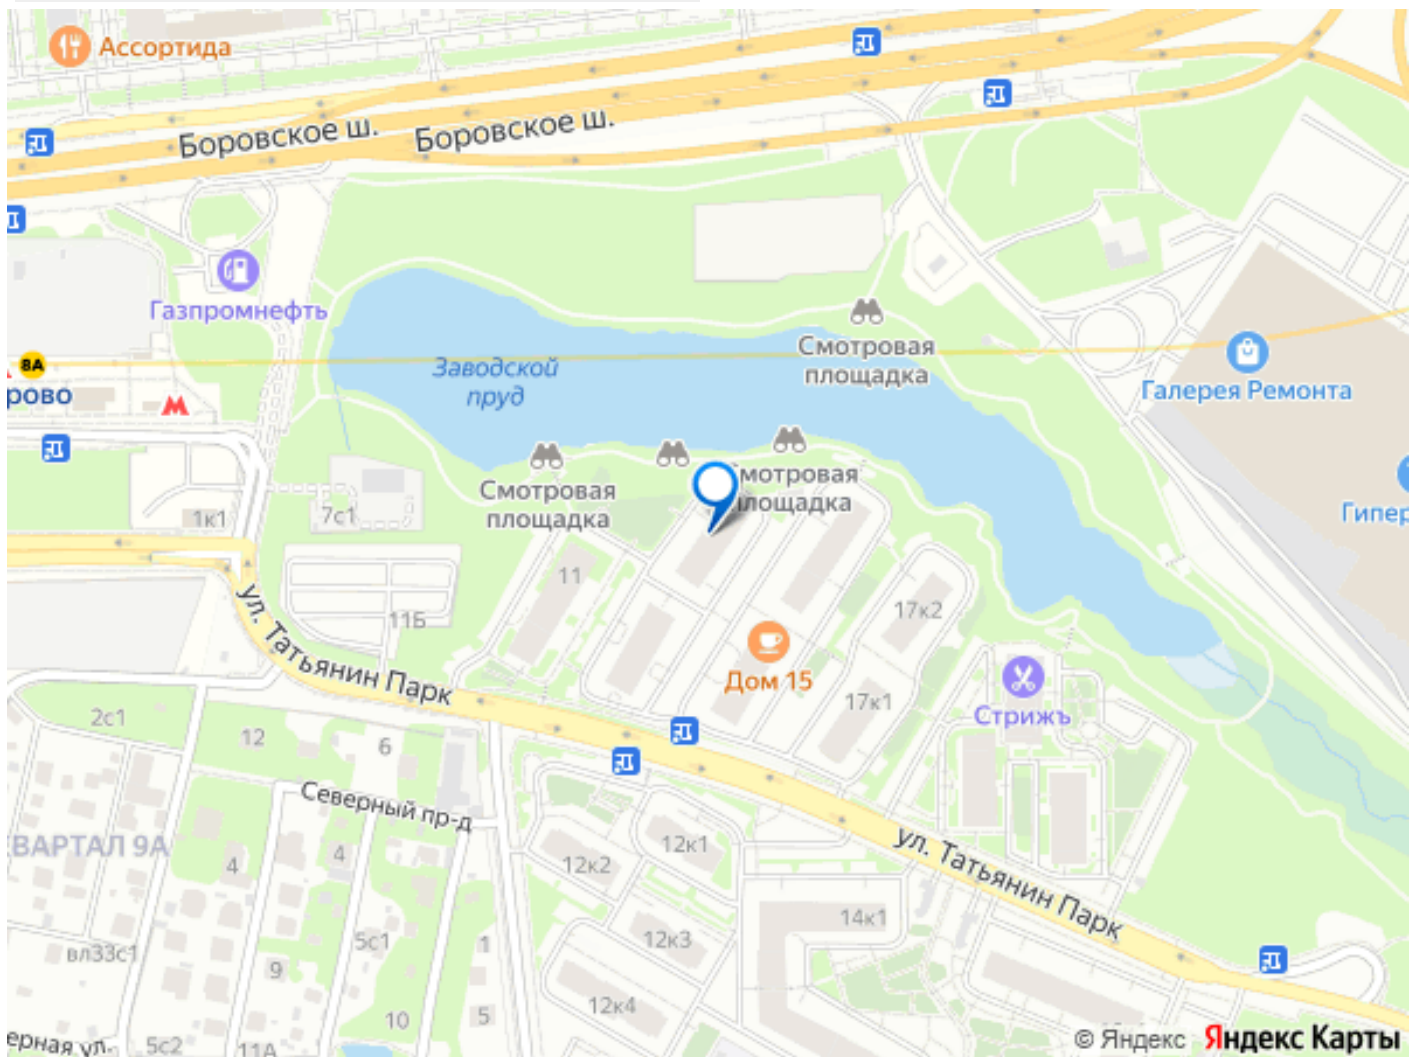 Ассортида
Боровское ш.
Боровское ш.
Газпромнефть
8А
рово
Заводской
пруд
Смотровая
площадка
Галерея Ремонта
Смотровая
площадка
мотровая
лощадка
Гипер
1к1
7с1
11
11Б
17к2
ул. Татьянин Парк
Дом 15
17к1
Стрижъ
2с1
12
6
Северный пр-д
ВАРТАЛ 9А
4
4
12к1
12к2
ул. Татьянин Парк
14к1
вл33с1
5с1
1
12к3
9
12к4
10
5
ерная ул.
5с2
11А
© Яндекс Яндекс Карты